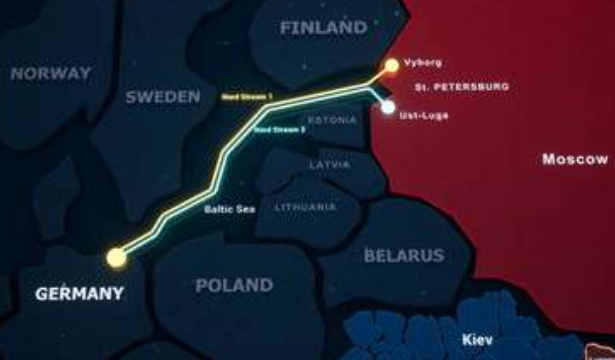 FINLAND
NORWAY
Vyborg
SWEDEN
St. PETERSBURG
Nord Stream 1
Ust-Luga
ESTONIA
Nord Stream 2
Moscow
LATVIA
Baltic Sea
LITHUANIA
BELARUS
GERMANY
POLAND
Kiev